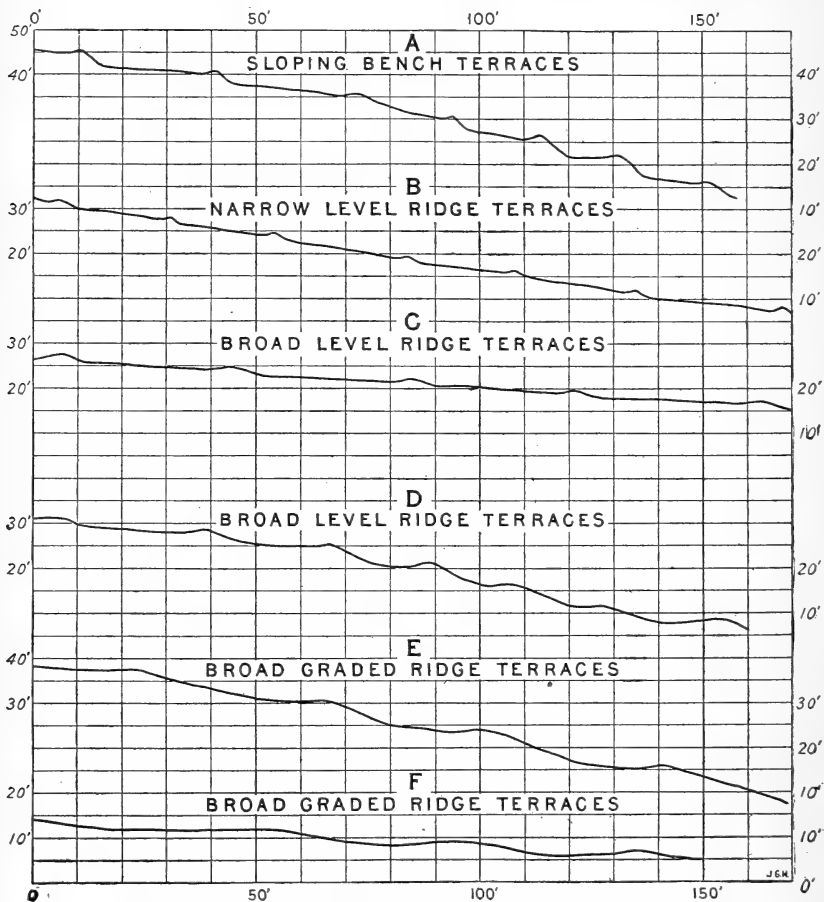 0' 50' 100' 150'
50'
A
40' SLOPING BENCH TERRACES 40'
30'
20'
B
30' NARROW LEVEL RIDGE TERRACES 10'
20' 20'
10'
C
30' BROAD LEVEL RIDGE TERRACES
20' 20'
10'
D
30' BROAD LEVEL RIDGE TERRACES
20' 20'
10'
E
40' BROAD GRADED RIDGE TERRACES
30' 30'
20'
F
20' BROAD GRADED RIDGE TERRACES 10'
10'
J.G.H. 0'
0' 50' 100' 150'